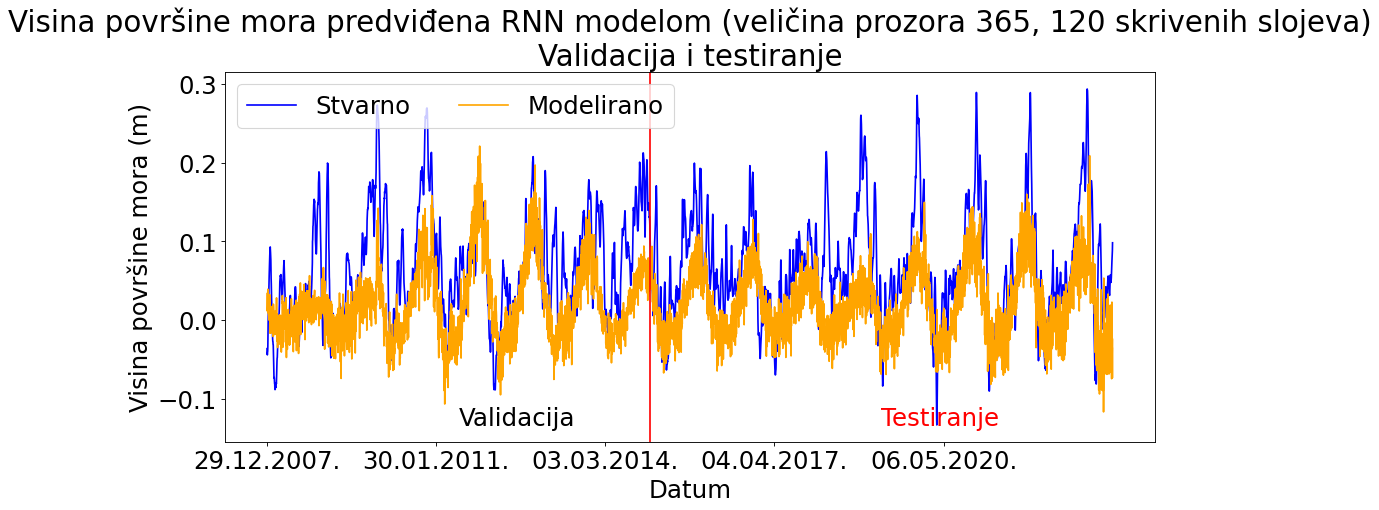 Visina površine mora predviđena RNN modelom (veličina prozora 365, 120 skrivenih slojeva)
Validacija i testiranje
Stvarno Modelirano
Visina površine mora (m)
0.3
0.2
0.1
0.0
−0.1
Validacija Testiranje
29.12.2007. 30.01.2011. 03.03.2014. 04.04.2017. 06.05.2020.
Datum